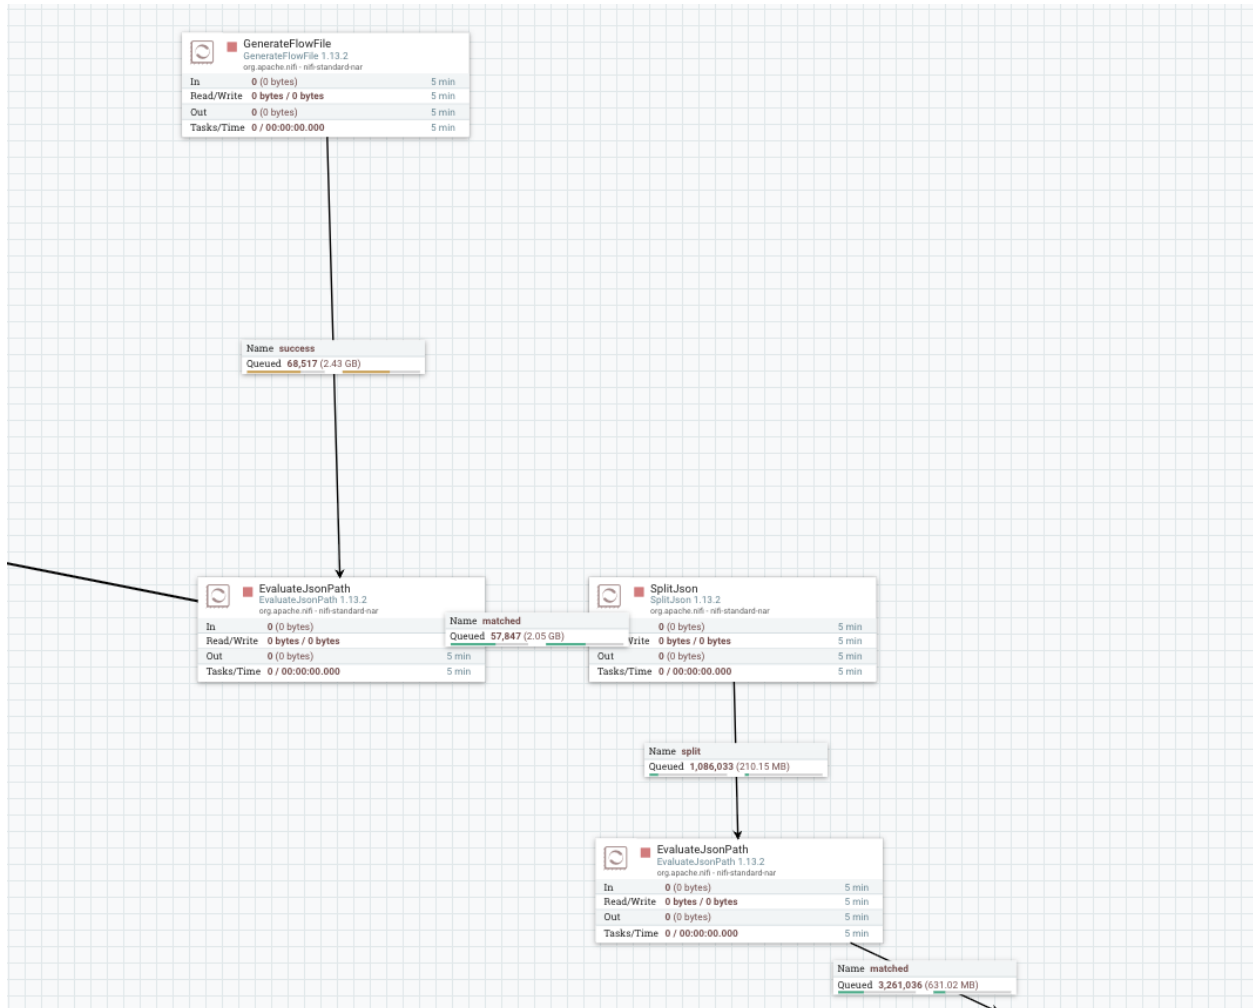 GenerateFlowFile
GenerateFlowFile 1.13.2
org.apache.nifi - nifi-standard-nar
In 0 (0 bytes) 5 min
Read/Write 0 bytes / 0 bytes 5 min
Out 0 (0 bytes) 5 min
Tasks/Time 0 / 00:00:00.000 5 min
Name success
Queued 68,517 (2.43 GB)
EvaluateJsonPath
EvaluateJsonPath 1.13.2
org.apache.nifi - nifi-standard-nar
In 0 (0 bytes)
Read/Write 0 bytes / 0 bytes
Out 0 (0 bytes) 5 min
Tasks/Time 0 / 00:00:00.000 5 min
Name matched
Queued 57,847 (2.05 GB)
SplitJson
SplitJson 1.13.2
org.apache.nifi - nifi-standard-nar
0 (0 bytes) 5 min
Write 0 bytes / 0 bytes 5 min
Out 0 (0 bytes) 5 min
Tasks/Time 0 / 00:00:00.000 5 min
Name split
Queued 1,086,033 (210.15 MB)
EvaluateJsonPath
EvaluateJsonPath 1.13.2
org.apache.nifi - nifi-standard-nar
In 0 (0 bytes) 5 min
Read/Write 0 bytes / 0 bytes 5 min
Out 0 (0 bytes) 5 min
Tasks/Time 0 / 00:00:00.000 5 min
Name matched
Queued 3,261,036 (631.02 MB)